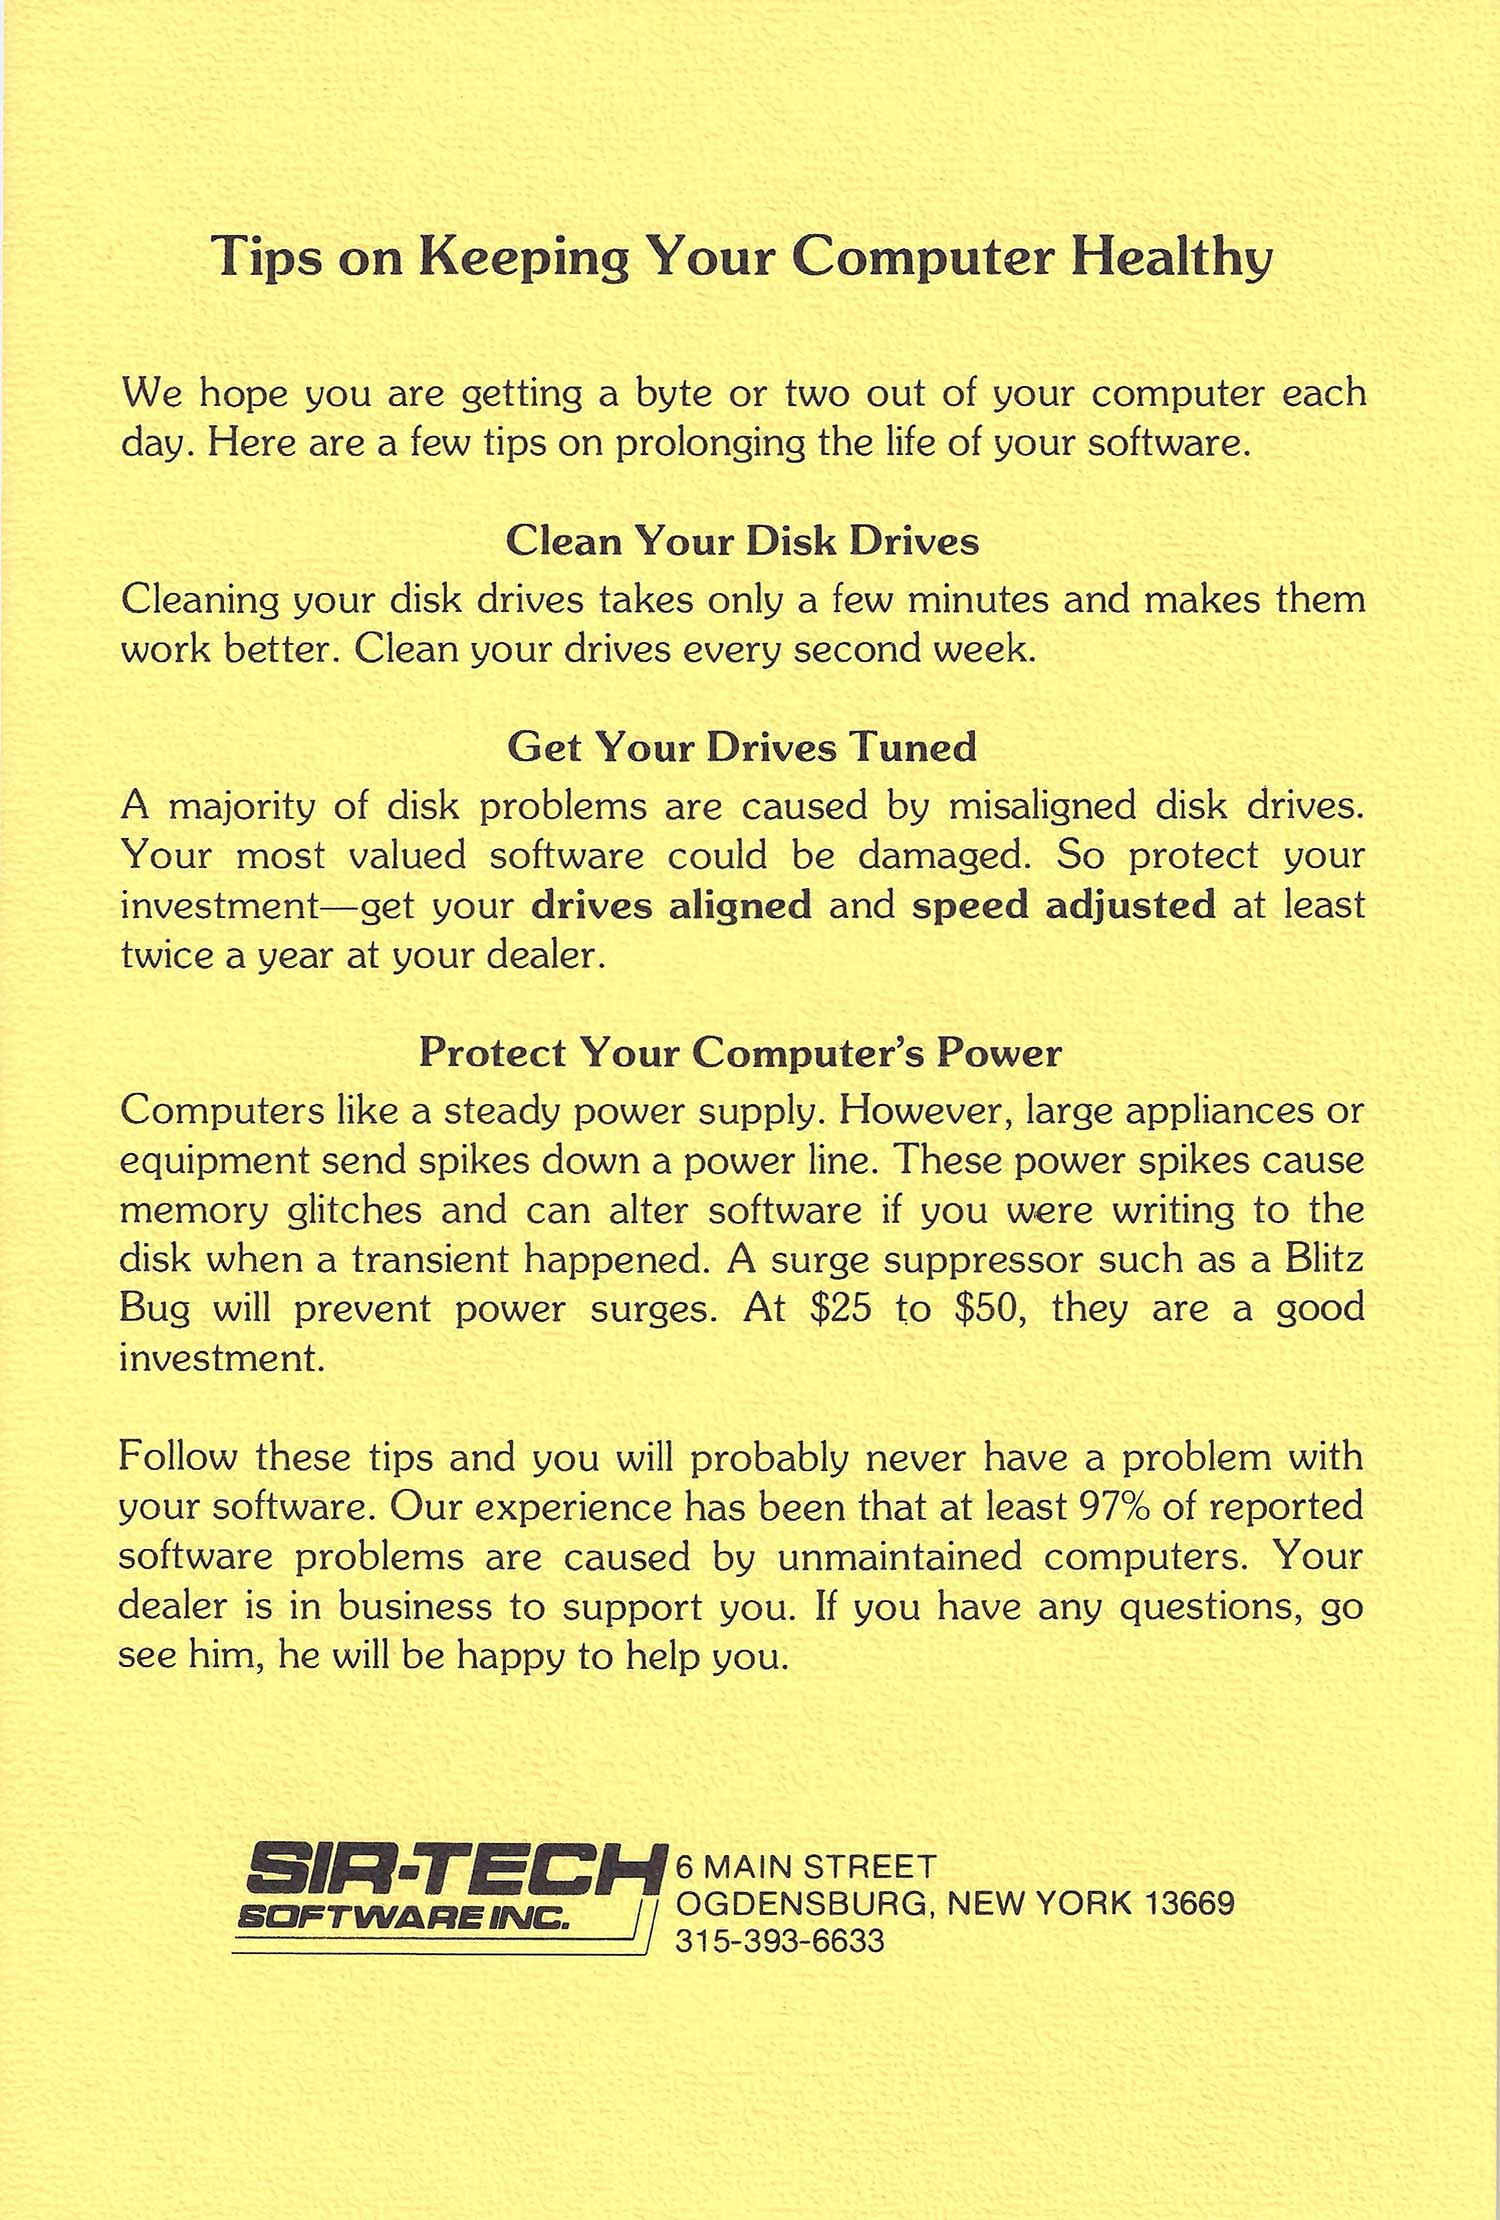 Tips on Keeping Your Computer Healthy
We hope you are getting a byte or two out of your computer each
day. Here are a few tips on prolonging the life of your software.
Clean Your Disk Drives
Cleaning your disk drives takes only a few minutes and makes them
work better. Clean your drives every second week.
Get Your Drives Tuned
A majority of disk problems are caused by misaligned disk drives.
Your most valued software could be damaged. So protect your
investment—get your drives aligned and speed adjusted at least
twice a year at your dealer.
Protect Your Computer's Power
Computers like a steady power supply. However, large appliances or
equipment send spikes down a power line. These power spikes cause
memory glitches and can alter software if you were writing to the
disk when a transient happened. A surge suppressor such as a Blitz
Bug will prevent power surges. At $25 to $50, they are a good
investment.
Follow these tips and you will probably never have a problem with
your software. Our experience has been that at least 97% of reported
software problems are caused by unmaintained computers. Your
dealer is in business to support you. If you have any questions, go
see him, he will be happy to help you.
SIR-TECH
SOFTWARE INC.
6 MAIN STREET
OGDENSBURG, NEW YORK 13669
315-393-6633